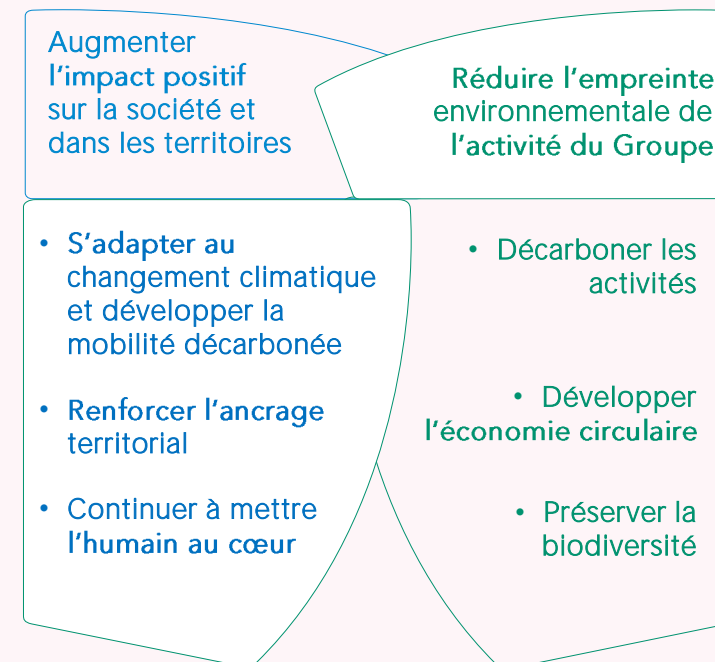 Augmenter
l'impact positif
sur la société et
dans les territoires
Réduire l'empreinte
environnementale de
l'activité du Groupe
• S'adapter au
changement climatique
et développer la
mobilité décarbonée
• Renforcer l'ancrage
territorial
• Continuer à mettre
l'humain au cœur
• Décarboner les
activités
• Développer
l'économie circulaire
• Préserver la
biodiversité